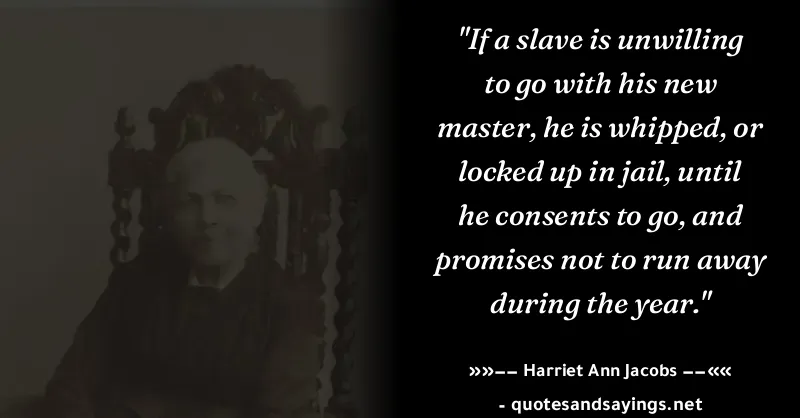 "If a slave is unwilling
to go with his new
master, he is whipped, or
locked up in jail, until
he consents to go, and
promises not to run away
during the year."
»»–– Harriet Ann Jacobs ––««
- quotesandsayings.net